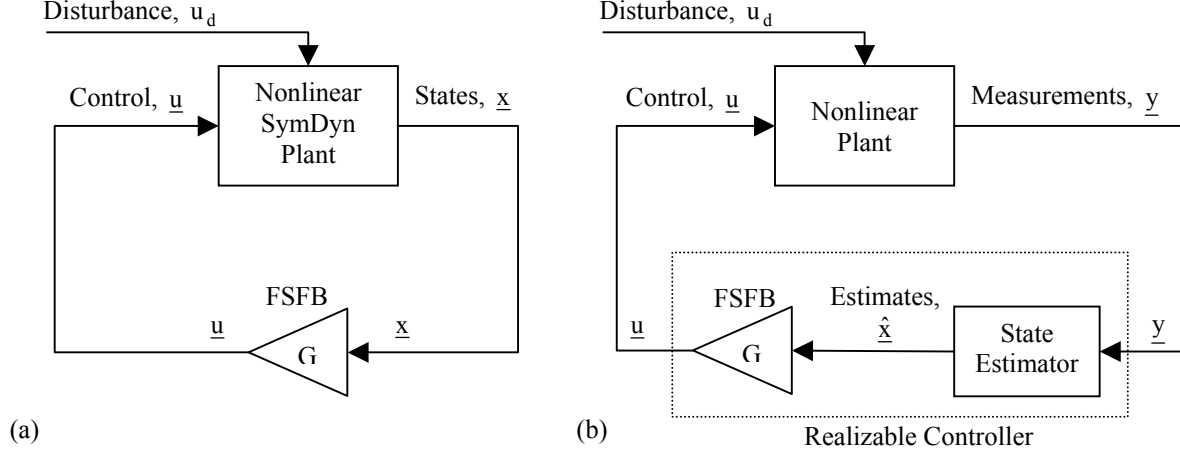 Disturbance, u d
Control, u
Nonlinear
SymDyn
Plant
States, x
FSFB
u
G
x
(a)
Disturbance, u d
Control, u
Nonlinear
Plant
Measurements, y
FSFB
Estimates,
x̂
u
G
State
Estimator
y
(b)
Realizable Controller